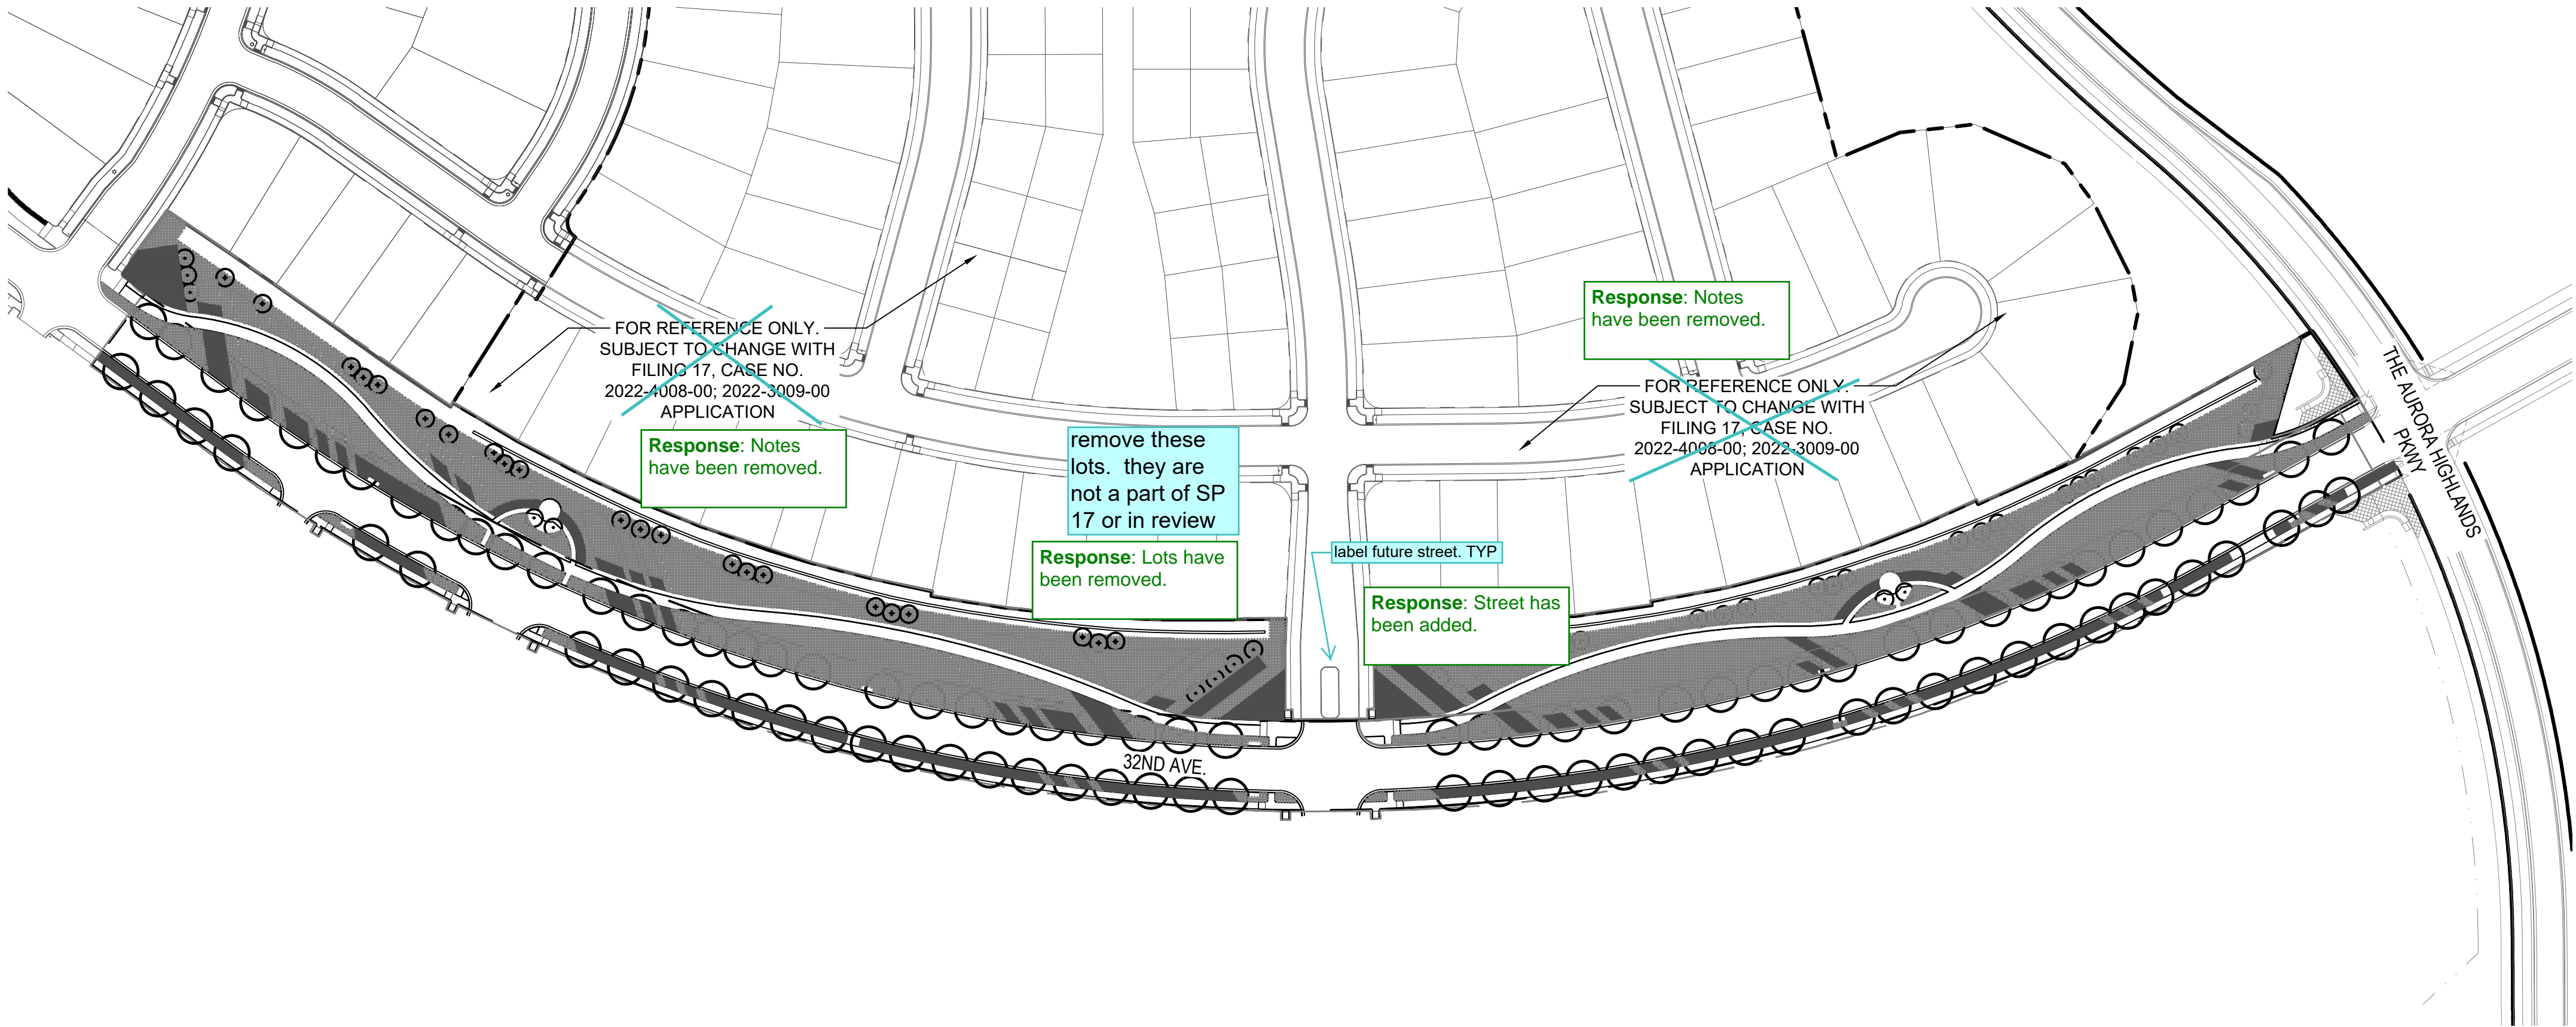 FOR REFERENCE ONLY.
SUBJECT TO CHANGE WITH
FILING 17, CASE NO.
2022-4008-00; 2022-3009-00
APPLICATION
Response: Notes
have been removed.
remove these
lots. they are
not a part of SP
17 or in review
Response: Lots have
been removed.
label future street. TYP
Response: Street has
been added.
Response: Notes
have been removed.
FOR REFERENCE ONLY.
SUBJECT TO CHANGE WITH
FILING 17, CASE NO.
2022-4008-00; 2022-3009-00
APPLICATION
THE AURORA HIGHLANDS
PKWY
32ND AVE.